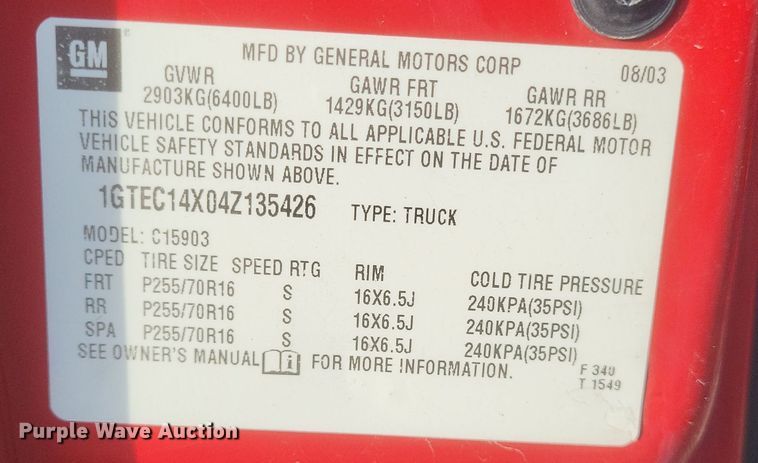 GM
MFD BY GENERAL MOTORS CORP 08/03
GVWR GAWR FRT GAWR RR
2903KG(6400LB) 1429KG(3150LB) 1672KG(3686LB)
THIS VEHICLE CONFORMS TO ALL APPLICABLE U.S. FEDERAL MOTOR
VEHICLE SAFETY STANDARDS IN EFFECT ON THE DATE OF
MANUFACTURE SHOWN ABOVE.
1GTEC14X04Z135426 TYPE: TRUCK
MODEL: C15903
CPED TIRE SIZE SPEED RTG RIM COLD TIRE PRESSURE
FRT P255/70R16 S 16X6.5J 240KPA(35PSI)
RR P255/70R16 S 16X6.5J 240KPA(35PSI)
SPA P255/70R16 S 16X6.5J 240KPA(35PSI)
SEE OWNER'S MANUAL i FOR MORE INFORMATION.
F 340
T 1549
Purple Wave Auction